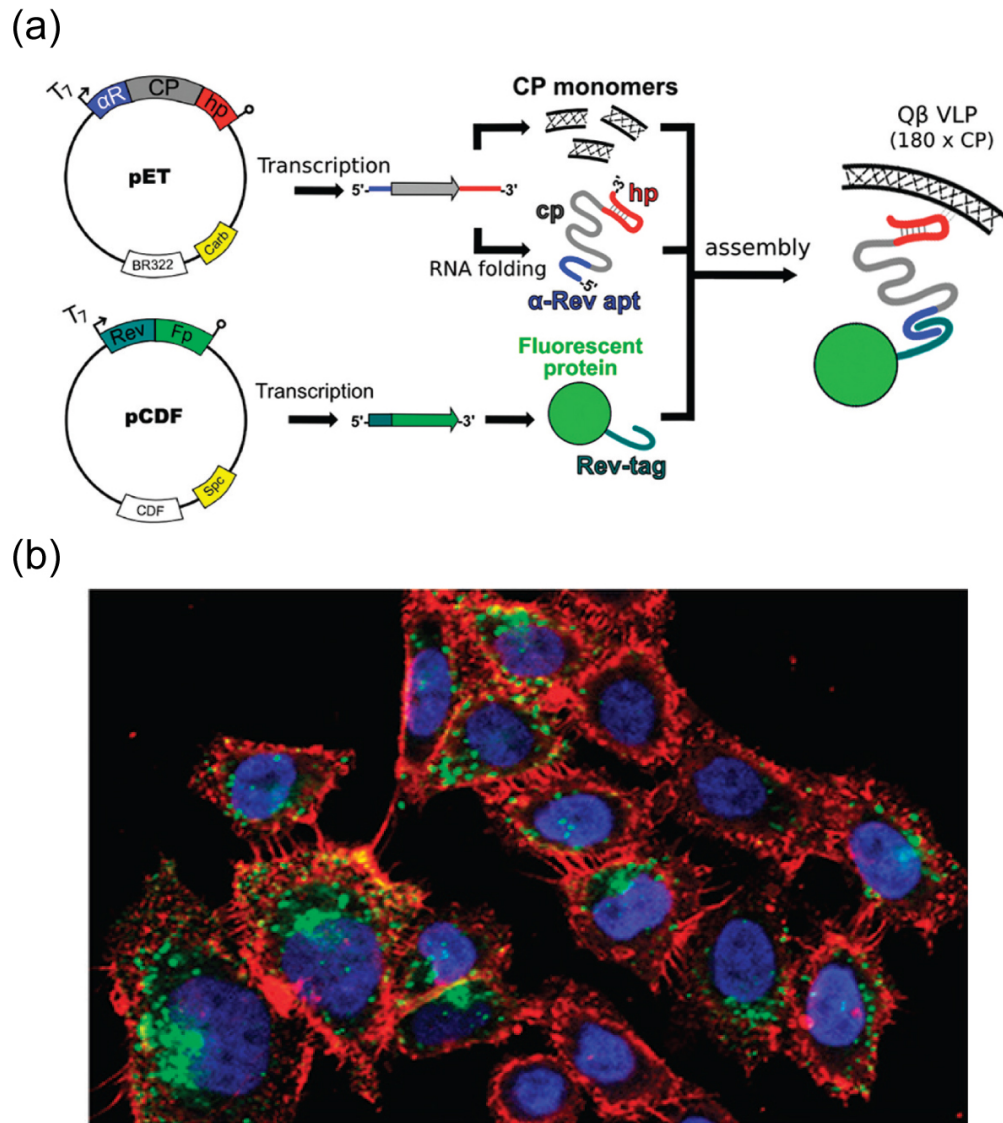 (a)
T7
αR
CP
hp
pET
BR322
Carb
Transcription
5'-
-3'
CP monomers
cp
-3'
hp
RNA folding
-5'
α-Rev apt
assembly
Qβ VLP
(180 x CP)
T7
Rev
Fp
pCDF
CDF
Spc
Transcription
5'-
-3'
Fluorescent
protein
Rev-tag
(b)